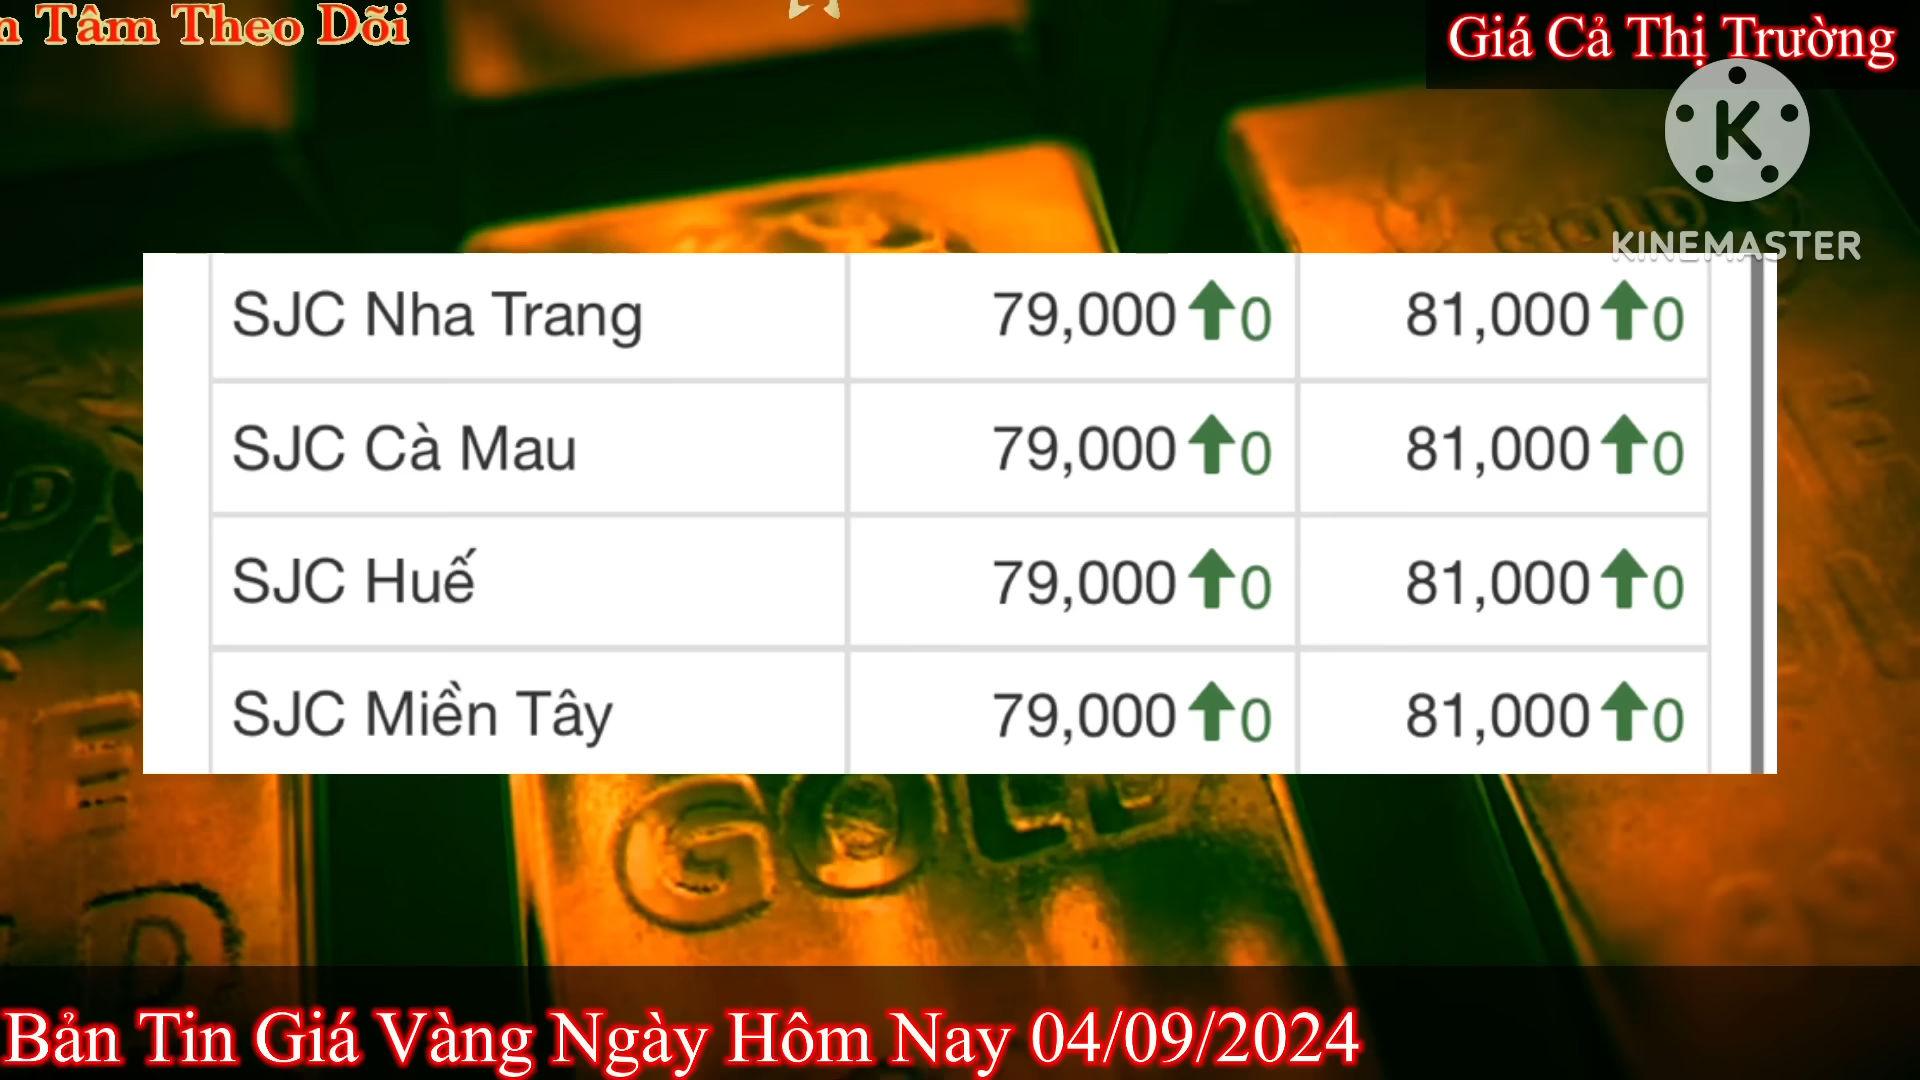 Tâm Theo Dõi
Giá Cả Thị Trường
K
KINEMASTER
GOLD
SJC Nha Trang 79,000 0 81,000 0
SJC Cà Mau 79,000 0 81,000 0
SJC Huế 79,000 0 81,000 0
SJC Miền Tây 79,000 0 81,000 0
GOLD
Bản Tin Giá Vàng Ngày Hôm Nay 04/09/2024